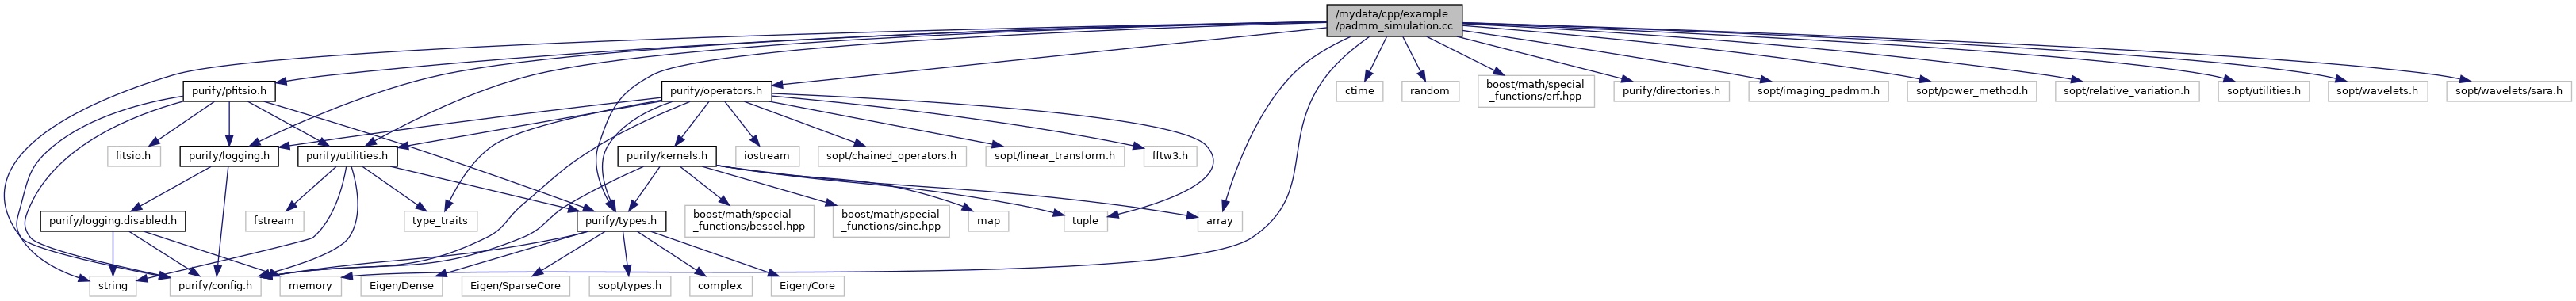 /mydata/cpp/example
/padmm_simulation.cc
purify/pfitsio.h
purify/operators.h
ctime
random
boost/math/special
_functions/erf.hpp
purify/directories.h
sopt/imaging_padmm.h
sopt/power_method.h
sopt/relative_variation.h
sopt/utilities.h
sopt/wavelets.h
sopt/wavelets/sara.h
fitsio.h
purify/logging.h
purify/utilities.h
purify/kernels.h
iostream
sopt/chained_operators.h
sopt/linear_transform.h
fftw3.h
purify/logging.disabled.h
fstream
type_traits
purify/types.h
boost/math/special
_functions/bessel.hpp
boost/math/special
_functions/sinc.hpp
map
tuple
array
string
purify/config.h
memory
Eigen/Dense
Eigen/SparseCore
sopt/types.h
complex
Eigen/Core